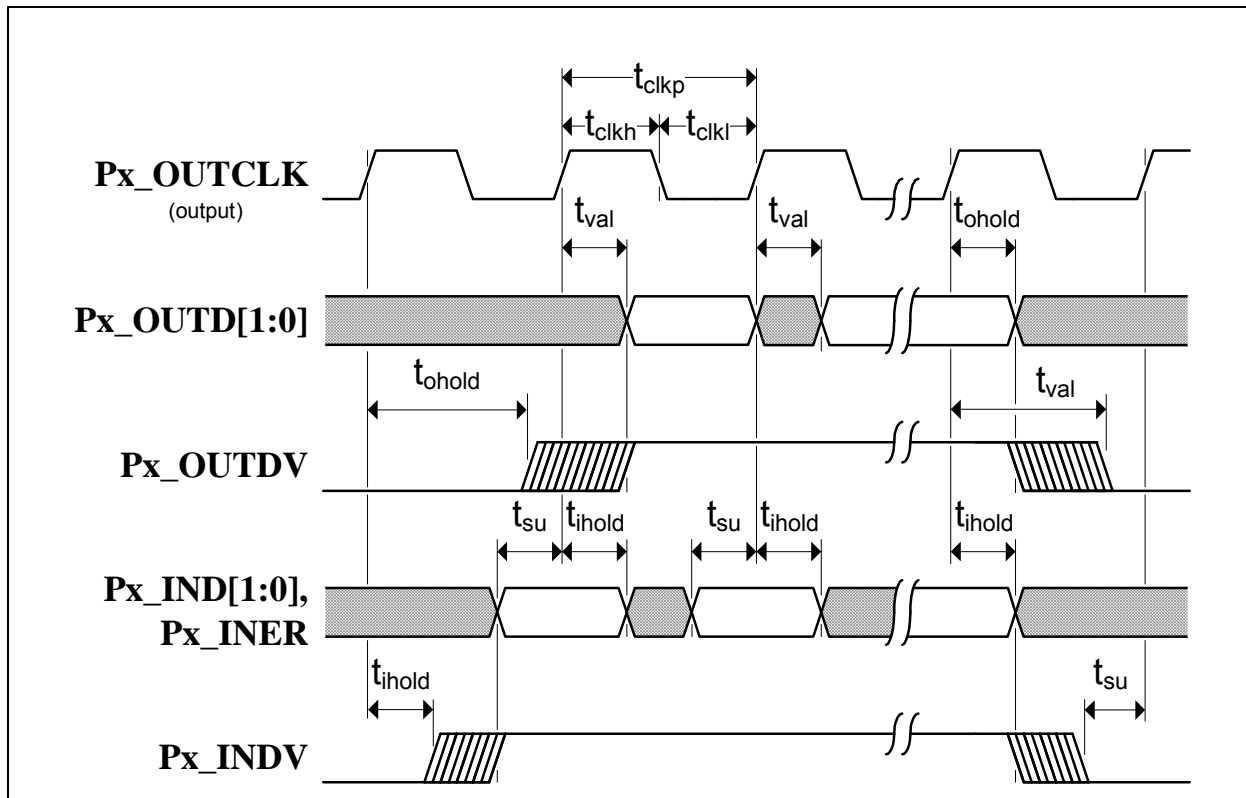 tclkp
tclkh tclkl
Px_OUTCLK
(output)
tval tval tohold
Px_OUTD[1:0]
tohold tval
Px_OUTDV
tsu tihold tsu tihold tihold
Px_IND[1:0],
Px_INER
tihold tsu
Px_INDV